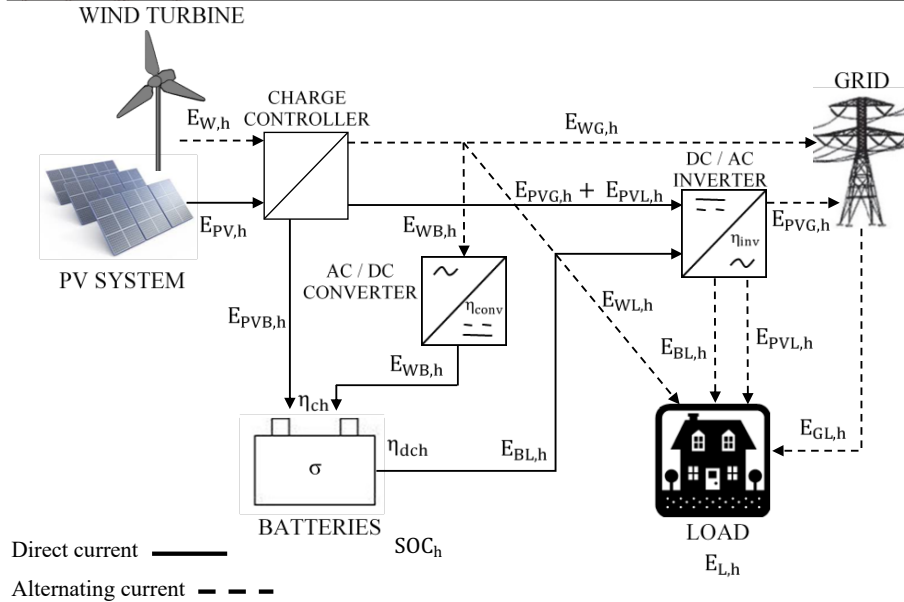 WIND TURBINE
GRID
CHARGE
CONTROLLER
E_W,h
E_WG,h
DC / AC
INVERTER
E_PVG,h + E_PVL,h
E_PV,h
E_WB,h
η_inv
E_PVG,h
PV SYSTEM
AC / DC
CONVERTER
η_conv
E_WL,h
E_PVB,h
E_BL,h
E_PVL,h
E_WB,h
η_ch
η_dch
E_GL,h
σ
E_BL,h
BATTERIES
SOC_h
LOAD
E_L,h
Direct current
Alternating current